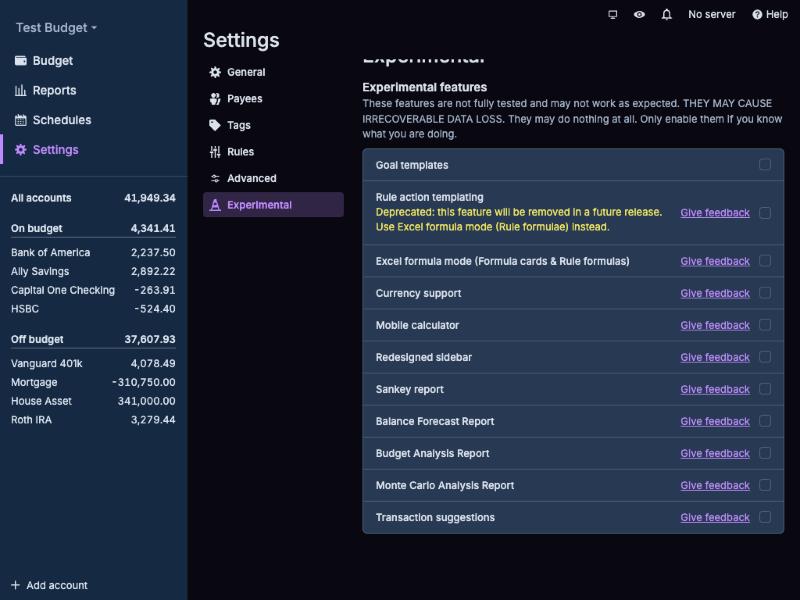 Test Budget
Budget
Reports
Schedules
Settings
All accounts 41,949.34
On budget 4,341.41
Bank of America 2,237.50
Ally Savings 2,892.22
Capital One Checking -263.91
HSBC -524.40
Off budget 37,607.93
Vanguard 401k 4,078.49
Mortgage -310,750.00
House Asset 341,000.00
Roth IRA 3,279.44
+ Add account
No server
Help
Settings
General
Payees
Tags
Rules
Advanced
Experimental
Experimental
Experimental features
These features are not fully tested and may not work as expected. THEY MAY CAUSE
IRRECOVERABLE DATA LOSS. They may do nothing at all. Only enable them if you know
what you are doing.
Goal templates
Rule action templating
Deprecated: this feature will be removed in a future release.
Use Excel formula mode (Rule formulae) instead.
Give feedback
Excel formula mode (Formula cards & Rule formulas) Give feedback
Currency support Give feedback
Mobile calculator Give feedback
Redesigned sidebar Give feedback
Sankey report Give feedback
Balance Forecast Report Give feedback
Budget Analysis Report Give feedback
Monte Carlo Analysis Report Give feedback
Transaction suggestions Give feedback